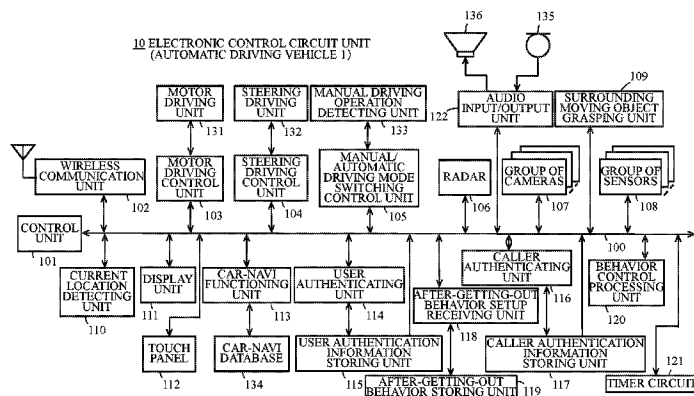 136
135
10 ELECTRONIC CONTROL CIRCUIT UNIT
(AUTOMATIC DRIVING VEHICLE 1)
109
MOTOR
DRIVING
UNIT
131
STEERING
DRIVING
UNIT
132
MANUAL DRIVING
OPERATION
DETECTING UNIT
133
122
AUDIO
INPUT/OUTPUT
UNIT
SURROUNDING
MOVING OBJECT
GRASPING UNIT
WIRELESS
COMMUNICATION
UNIT
102
MOTOR
DRIVING
CONTROL
UNIT
103
STEERING
DRIVING
CONTROL
UNIT
104
MANUAL/
AUTOMATIC
DRIVING MODE
SWITCHING
CONTROL UNIT
105
RADAR
106
GROUP OF
CAMERAS
107
GROUP OF
SENSORS
108
CONTROL
UNIT
101
100
CURRENT
LOCATION
DETECTING
UNIT
110
DISPLAY
UNIT
111
CAR-NAVI
FUNCTIONING
UNIT
113
USER
AUTHENTICATING
UNIT
114
CALLER
AUTHENTICATING
UNIT
116
BEHAVIOR
CONTROL
PROCESSING
UNIT
120
AFTER-GETTING-OUT
BEHAVIOR SETUP
RECEIVING UNIT
118
TOUCH
PANEL
112
CAR-NAVI
DATABASE
134
USER AUTHENTICATION
INFORMATION
STORING UNIT
115
CALLER AUTHENTICATION
INFORMATION
STORING UNIT
117
121
TIMER CIRCUIT
AFTER-GETTING-OUT
BEHAVIOR STORING UNIT
119